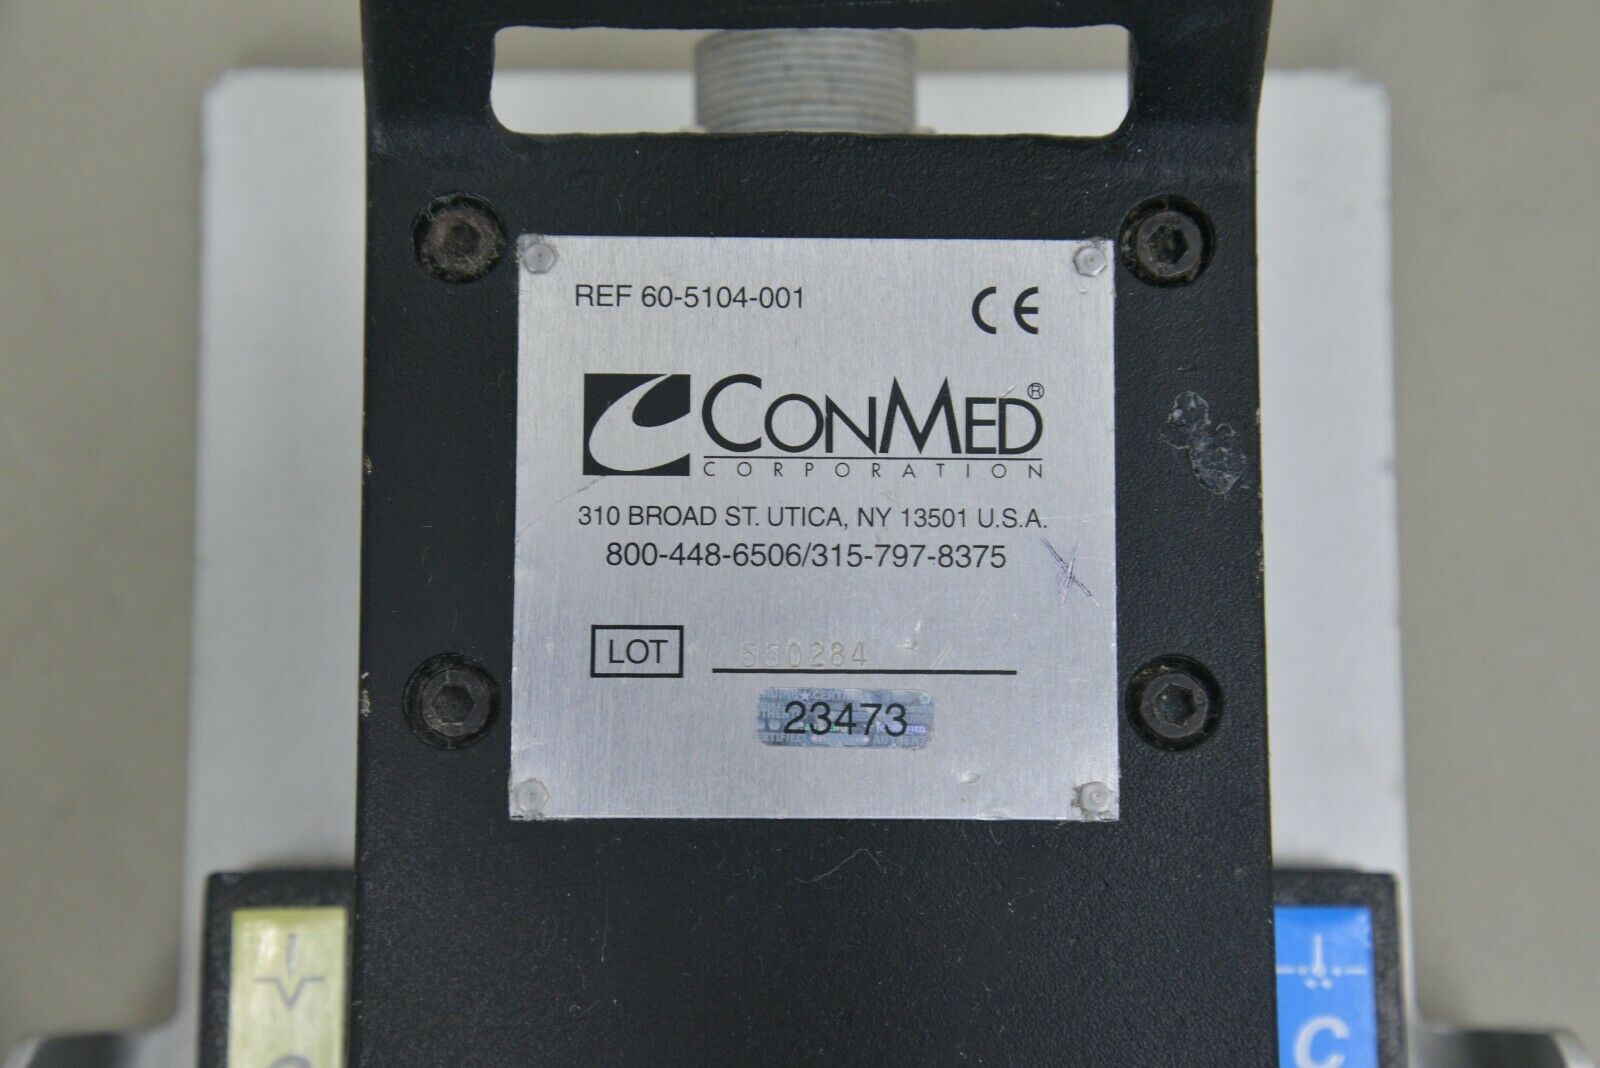 REF 60-5104-001
CE
CONMED®
CORPORATION
310 BROAD ST. UTICA, NY 13501 U.S.A.
800-448-6506/315-797-8375
LOT 550284
23473
C